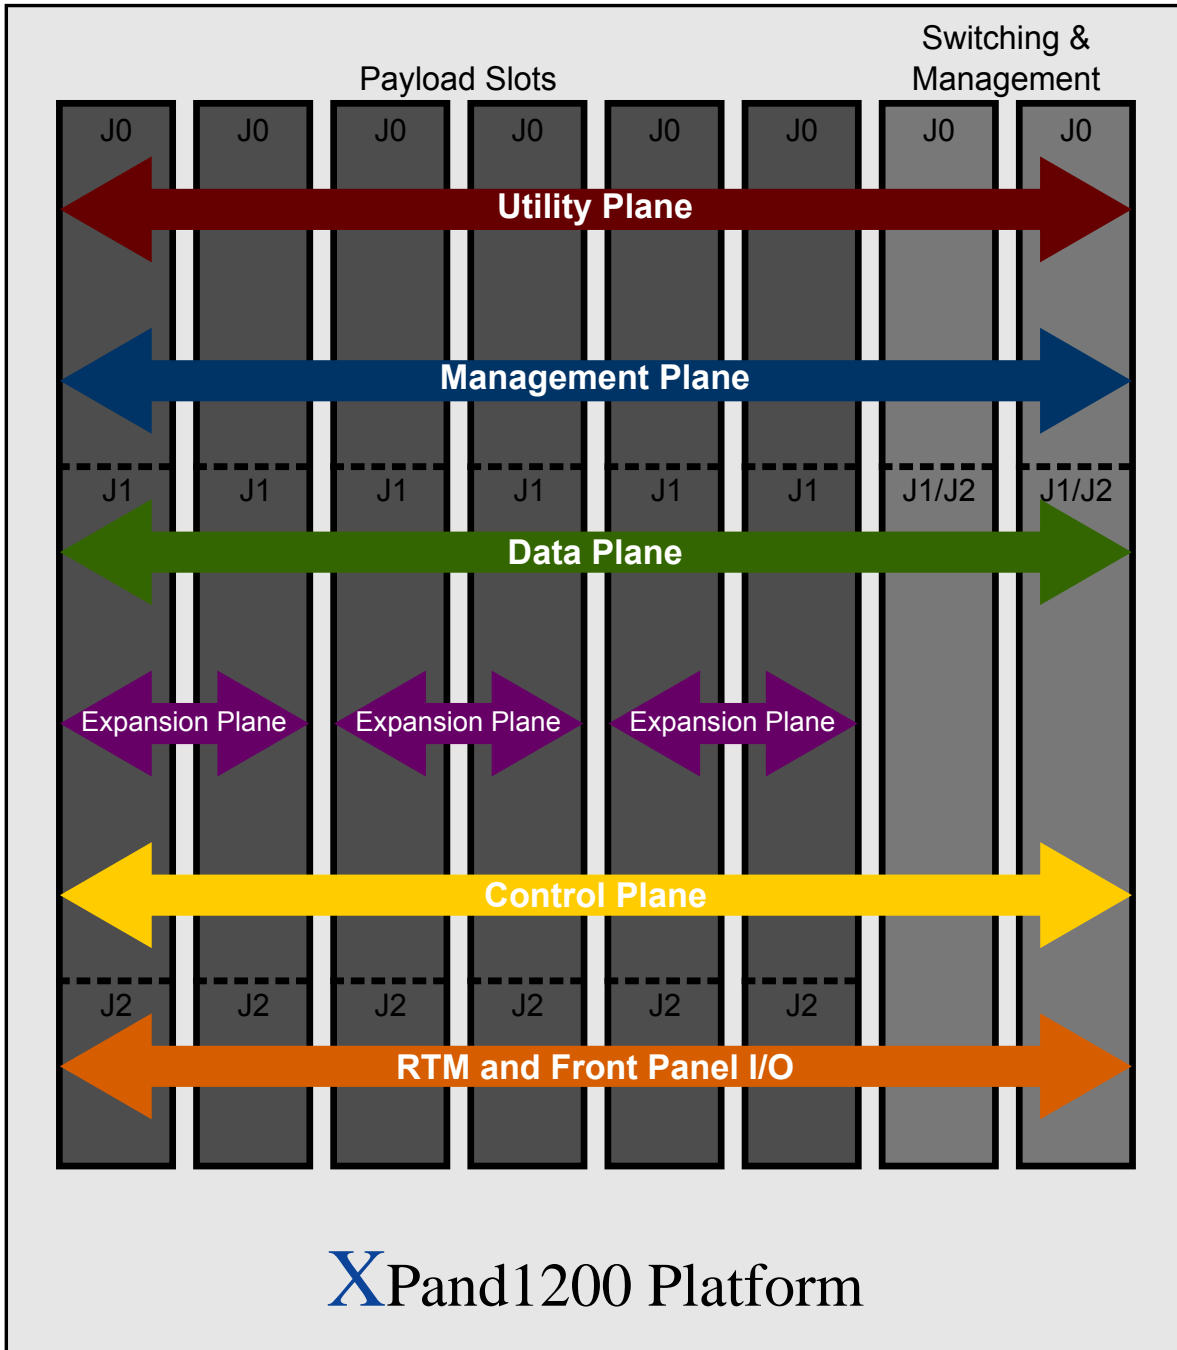 Switching &
Payload Slots Management
J0 J0 J0 J0 J0 J0 J0 J0
Utility Plane
Management Plane
J1 J1 J1 J1 J1 J1 J1/J2 J1/J2
Data Plane
Expansion Plane Expansion Plane Expansion Plane
Control Plane
J2 J2 J2 J2 J2 J2
RTM and Front Panel I/O
XPand1200 Platform